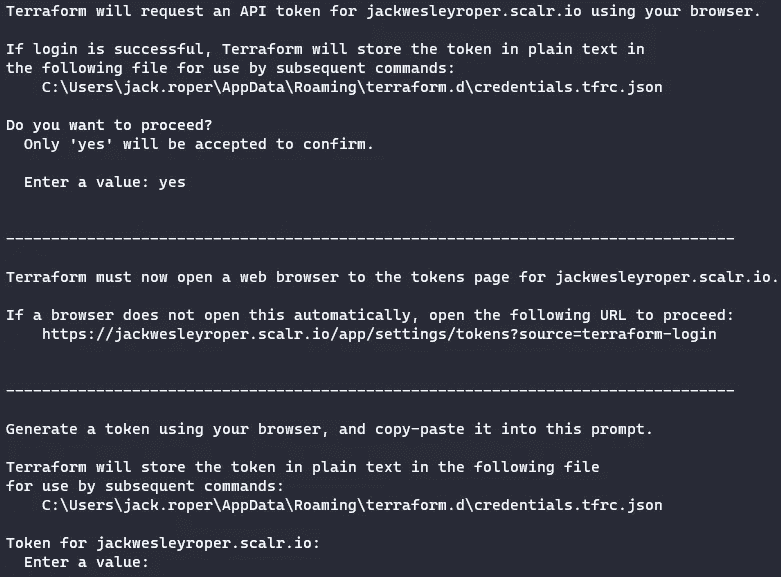 Terraform will request an API token for jackwesleyroper.scalr.io using your browser.
If login is successful, Terraform will store the token in plain text in
the following file for use by subsequent commands:
C:\Users\jack.roper\AppData\Roaming\terraform.d\credentials.tfrc.json
Do you want to proceed?
Only 'yes' will be accepted to confirm.
Enter a value: yes
---------------------------------------------------------------------------------
Terraform must now open a web browser to the tokens page for jackwesleyroper.scalr.io.
If a browser does not open this automatically, open the following URL to proceed:
https://jackwesleyroper.scalr.io/app/settings/tokens?source=terraform-login
---------------------------------------------------------------------------------
Generate a token using your browser, and copy-paste it into this prompt.
Terraform will store the token in plain text in the following file
for use by subsequent commands:
C:\Users\jack.roper\AppData\Roaming\terraform.d\credentials.tfrc.json
Token for jackwesleyroper.scalr.io:
Enter a value: